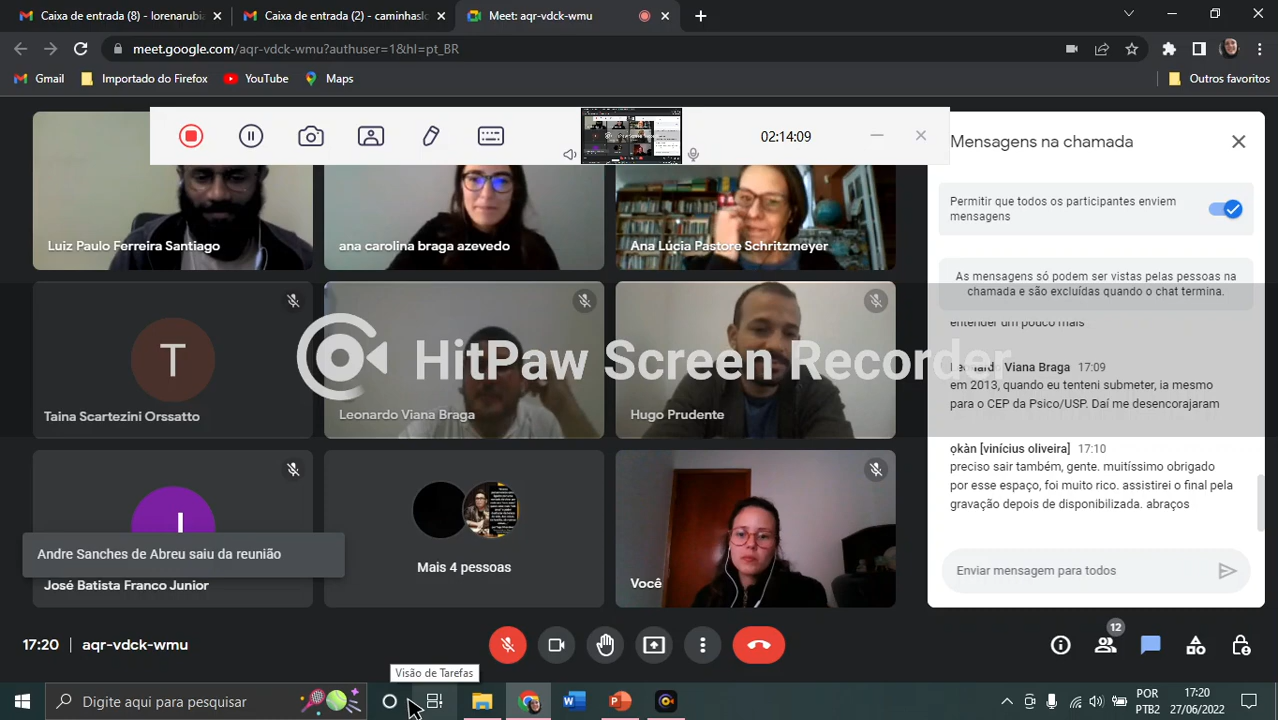 Caixa de entrada (8) - lorenarubia
Caixa de entrada (2) - caminhaslo
Meet: aqr-vdck-wmu
meet.google.com/aqr-vdck-wmu?authuser=1&hl=pt_BR
Gmail
Importado do Firefox
YouTube
Maps
Outros favoritos
02:14:09
Luiz Paulo Ferreira Santiago
ana carolina braga azevedo
Ana Lúcia Pastore Schritzmeyer
Taina Scartezini Orssatto
Leonardo Viana Braga
Hugo Prudente
HitPaw Screen Recorder
José Batista Franco Junior
Andre Sanches de Abreu saiu da reunião
Mais 4 pessoas
Você
Mensagens na chamada
Permitir que todos os participantes enviem
mensagens
As mensagens só podem ser vistas pelas pessoas na
chamada e são excluídas quando o chat termina.
entender um pouco mais
Leonardo Viana Braga 17:09
em 2013, quando eu tenteni submeter, ia mesmo
para o CEP da Psico/USP. Daí me desencorajaram
ọkàn [vinícius oliveira] 17:10
preciso sair também, gente. muitíssimo obrigado
por esse espaço, foi muito rico. assistirei o final pela
gravação depois de disponibilizada. abraços
Enviar mensagem para todos
17:20
aqr-vdck-wmu
12
Visão de Tarefas
Digite aqui para pesquisar
POR
PTB2
17:20
27/06/2022
T